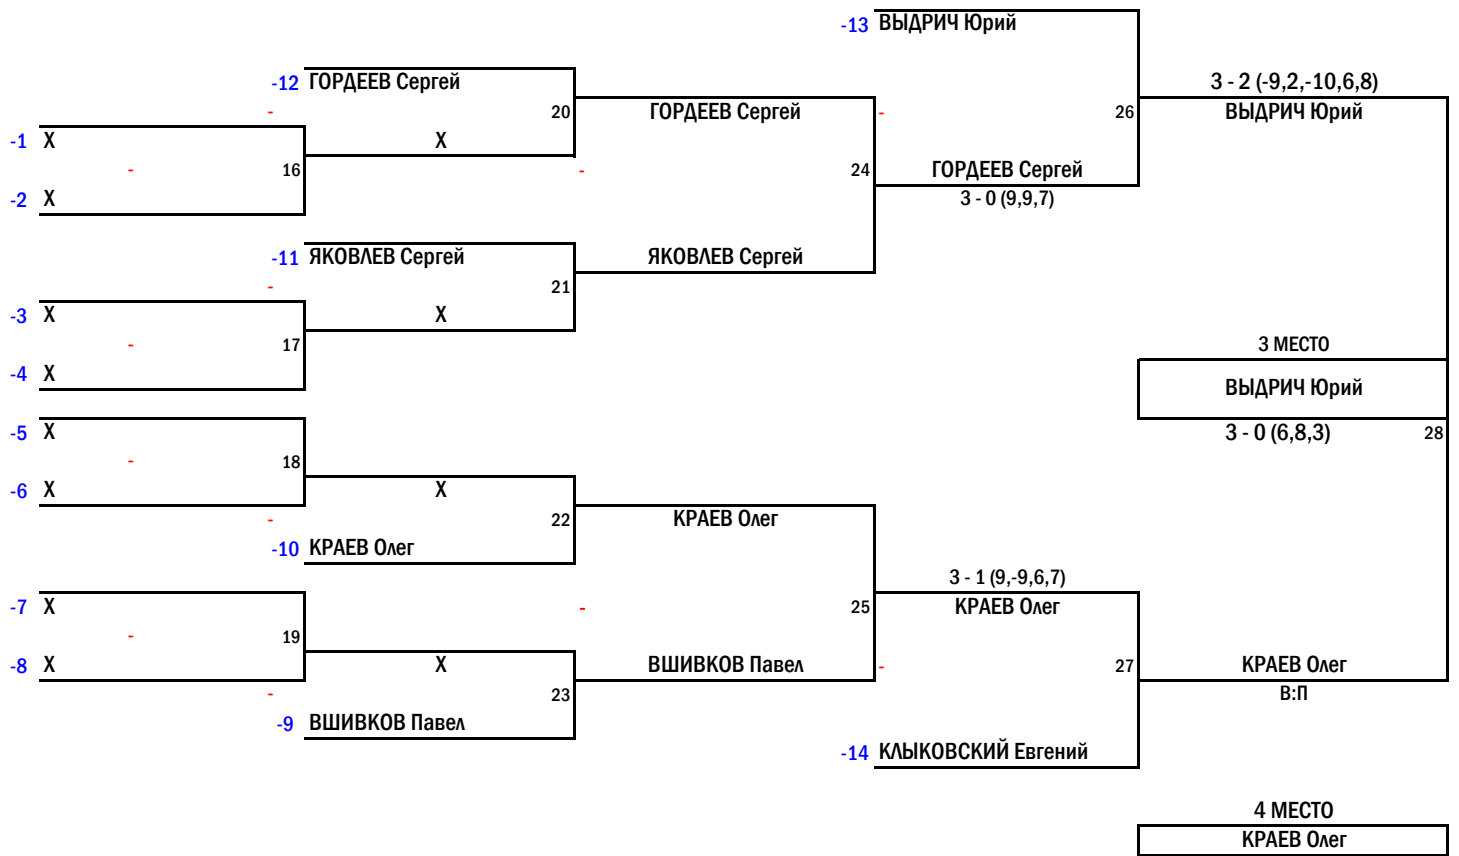 -13 ВЫДРИЧ Юрий
-12 ГОРДЕЕВ Сергей
3 - 2 (-9,2,-10,6,8)
-
20
ГОРДЕЕВ Сергей
-
26
ВЫДРИЧ Юрий
-1 X
X
-
16
-
24
ГОРДЕЕВ Сергей
-2 X
3 - 0 (9,9,7)
-11 ЯКОВЛЕВ Сергей
ЯКОВЛЕВ Сергей
-
21
-3 X
X
-
17
3 МЕСТО
-4 X
ВЫДРИЧ Юрий
-5 X
3 - 0 (6,8,3)
28
-
18
-6 X
X
-
22
КРАЕВ Олег
-10 КРАЕВ Олег
3 - 1 (9,-9,6,7)
-7 X
-
25
КРАЕВ Олег
-
19
-8 X
X
ВШИВКОВ Павел
-
27
КРАЕВ Олег
-
23
В:П
-9 ВШИВКОВ Павел
-14 КЛЫКОВСКИЙ Евгений
4 МЕСТО
КРАЕВ Олег